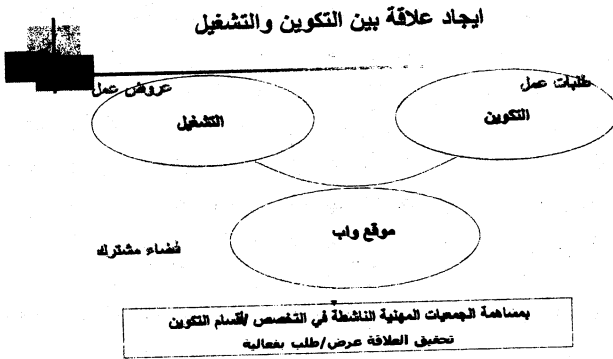 ايجاد علاقة بين التكوين والتشغيل
طلبات عمل
التكوين
عروض عمل
التشغيل
موقع واب
فضاء مشترك
بمساهمة الجمعيات المهنية الناشطة في التخصص /أقسام التكوين
تحقيق العلاقة عرض/طلب بفعالية